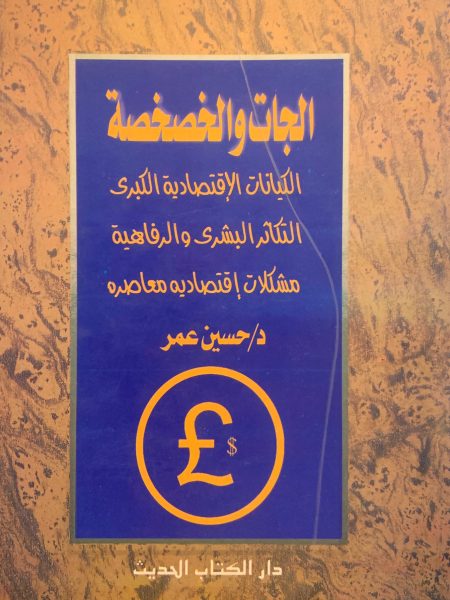 الجات والخصخصة
الكيانات الإقتصادية الكبرى
التكاثر البشرى والرفاهية
مشكلات إقتصاديه معاصره
د/حسين عمر
£
$
دار الكتاب الحديث